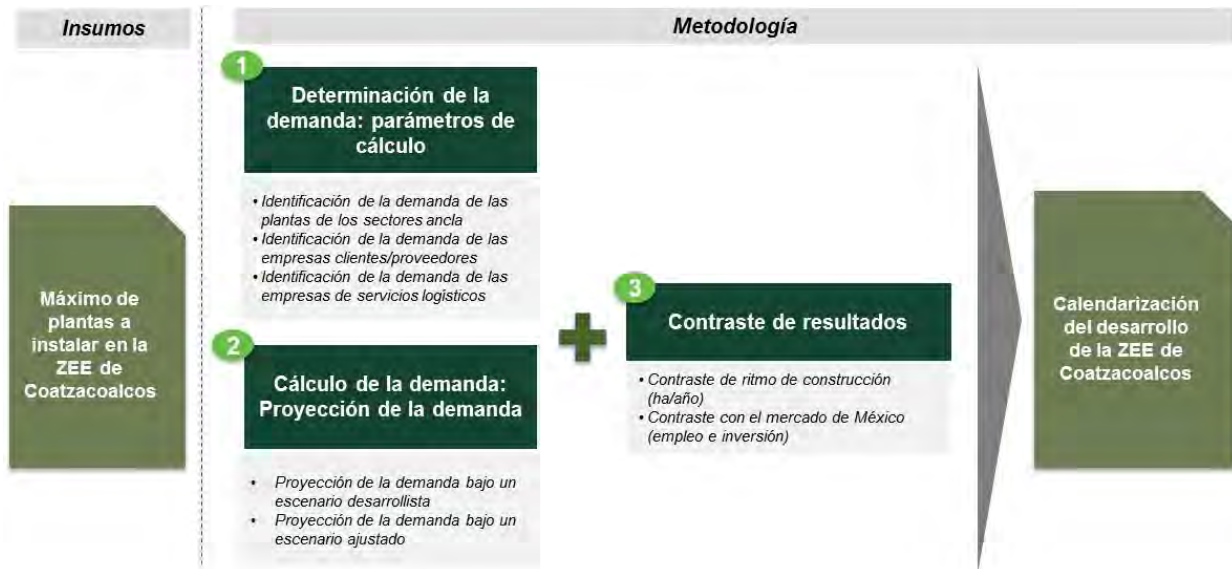 Insumos
Metodología
Máximo de
plantas a
instalar en la
ZEE de
Coatzacoalcos
1
Determinación de la
demanda: parámetros de
cálculo
• Identificación de la demanda de las
plantas de los sectores ancla
• Identificación de la demanda de las
empresas clientes/proveedores
• Identificación de la demanda de las
empresas de servicios logísticos
2
Cálculo de la demanda:
Proyección de la demanda
• Proyección de la demanda bajo un
escenario desarrollista
• Proyección de la demanda bajo un
escenario ajustado
3
Contraste de resultados
• Contraste de ritmo de construcción
(ha/año)
• Contraste con el mercado de México
(empleo e inversión)
Calendarización
del desarrollo
de la ZEE de
Coatzacoalcos